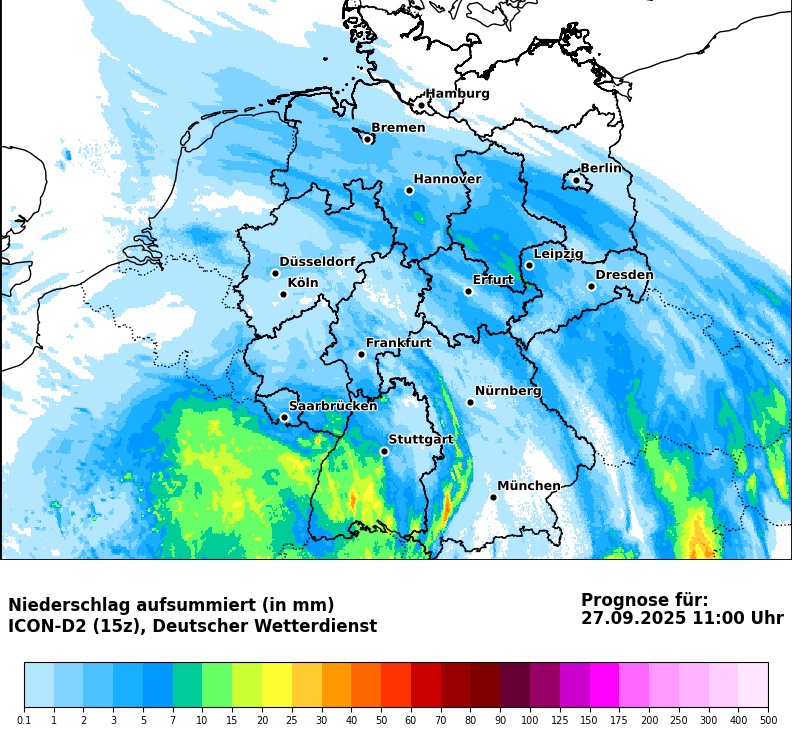 Hamburg
Bremen
Berlin
Hannover
Leipzig
Düsseldorf
Dresden
Erfurt
Köln
Frankfurt
Nürnberg
Saarbrücken
Stuttgart
München
Niederschlag aufsummiert (in mm)
ICON-D2 (15z), Deutscher Wetterdienst
Prognose für:
27.09.2025 11:00 Uhr
0.1 1 2 3 5 7 10 15 20 25 30 40 50 60 70 80 90 100 125 150 175 200 250 300 400 500